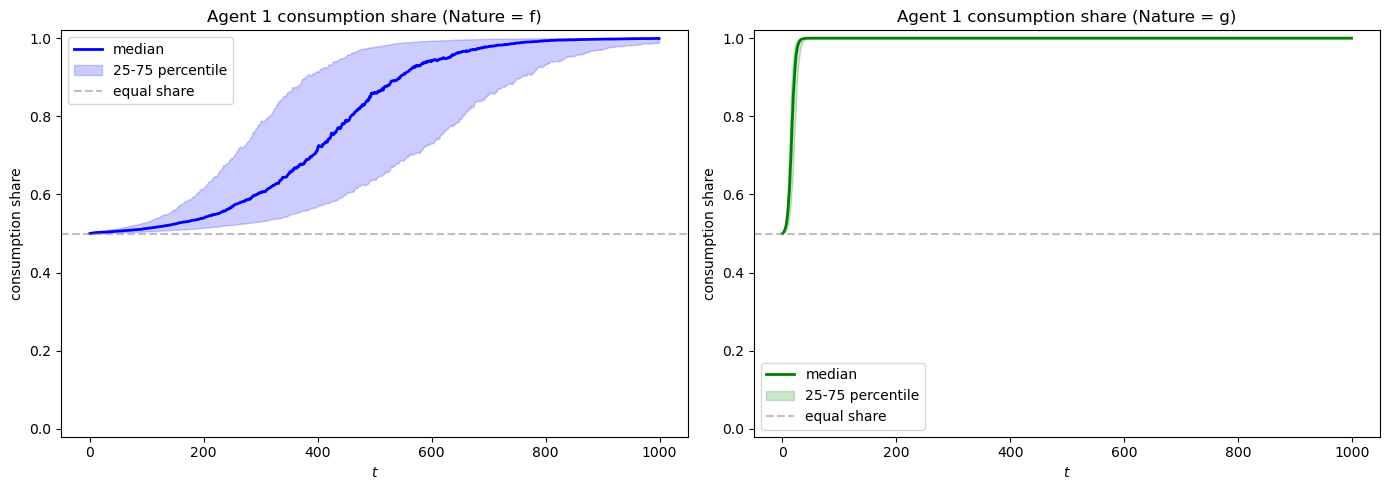 Agent 1 consumption share (Nature = f)
consumption share
1.0
0.8
0.6
0.4
0.2
0.0
median
25-75 percentile
equal share
0
200
400
600
800
1000
t
Agent 1 consumption share (Nature = g)
consumption share
1.0
0.8
0.6
0.4
0.2
0.0
median
25-75 percentile
equal share
0
200
400
600
800
1000
t